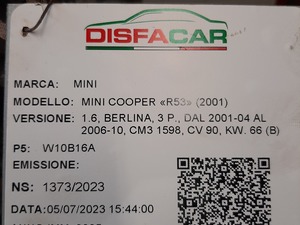 DISFACAR
MARCA: MINI
MODELLO: MINI COOPER «R53» (2001)
VERSIONE: 1.6, BERLINA, 3 P., DAL 2001-04 AL
2006-10, CM3 1598, CV 90, KW. 66 (B)
P5: W10B16A
EMISSIONE:
NS: 1373/2023
DATA:05/07/2023 15:44:00